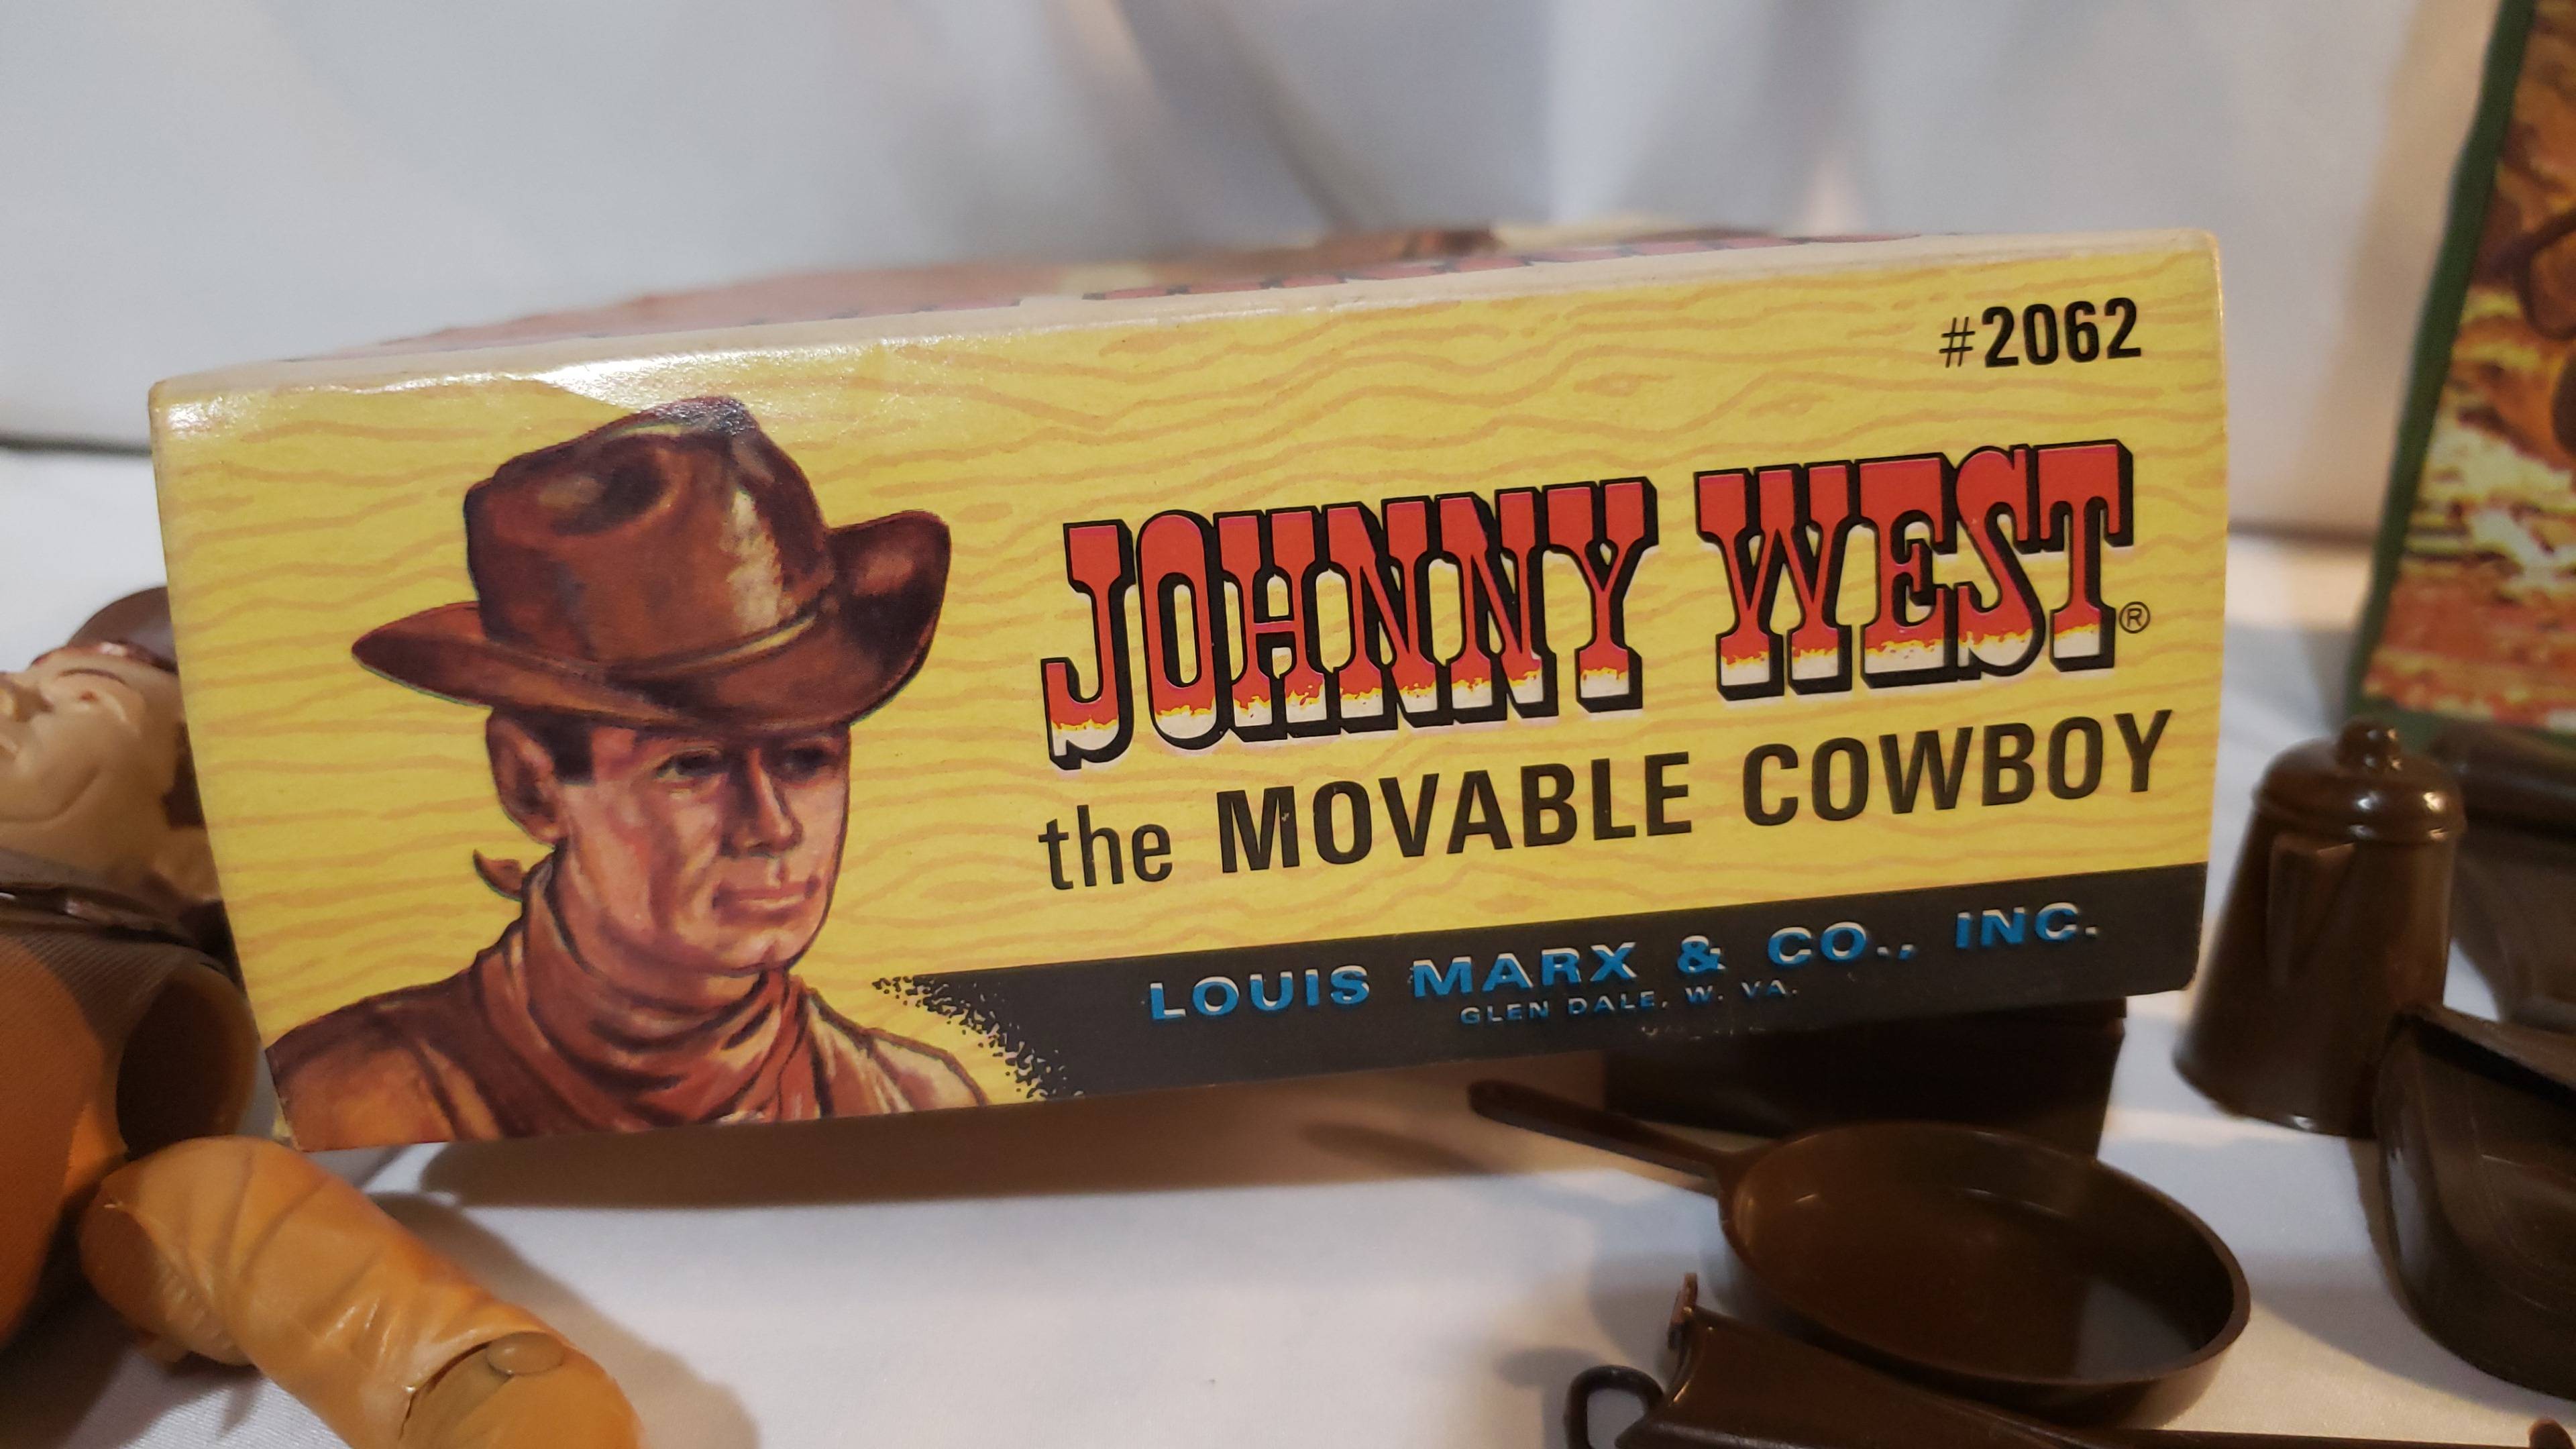 #2062
JOHNNY WEST®
the MOVABLE COWBOY
LOUIS MARX & CO., INC.
GLEN DALE, W. VA.